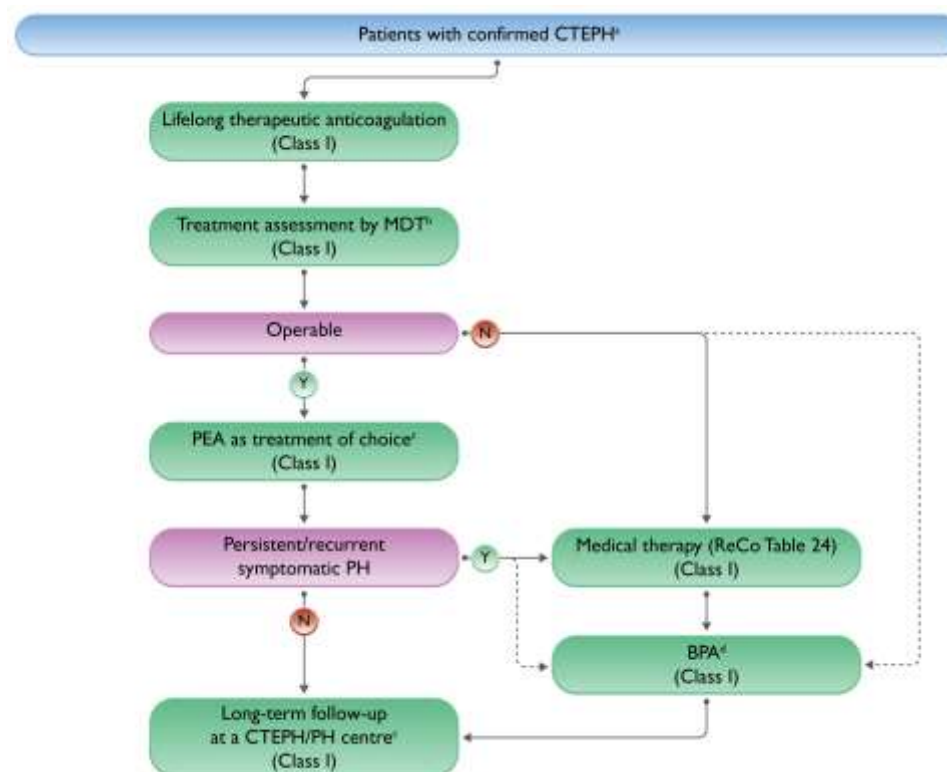 Patients with confirmed CTEPHᵃ
Lifelong therapeutic anticoagulation
(Class I)
Treatment assessment by MDTᵇ
(Class I)
Operable
N
Y
PEA as treatment of choiceᶜ
(Class I)
Persistent/recurrent
symptomatic PH
Y
Medical therapy (ReCo Table 24)
(Class I)
N
BPAᵈ
(Class I)
Long-term follow-up
at a CTEPH/PH centreᵉ
(Class I)